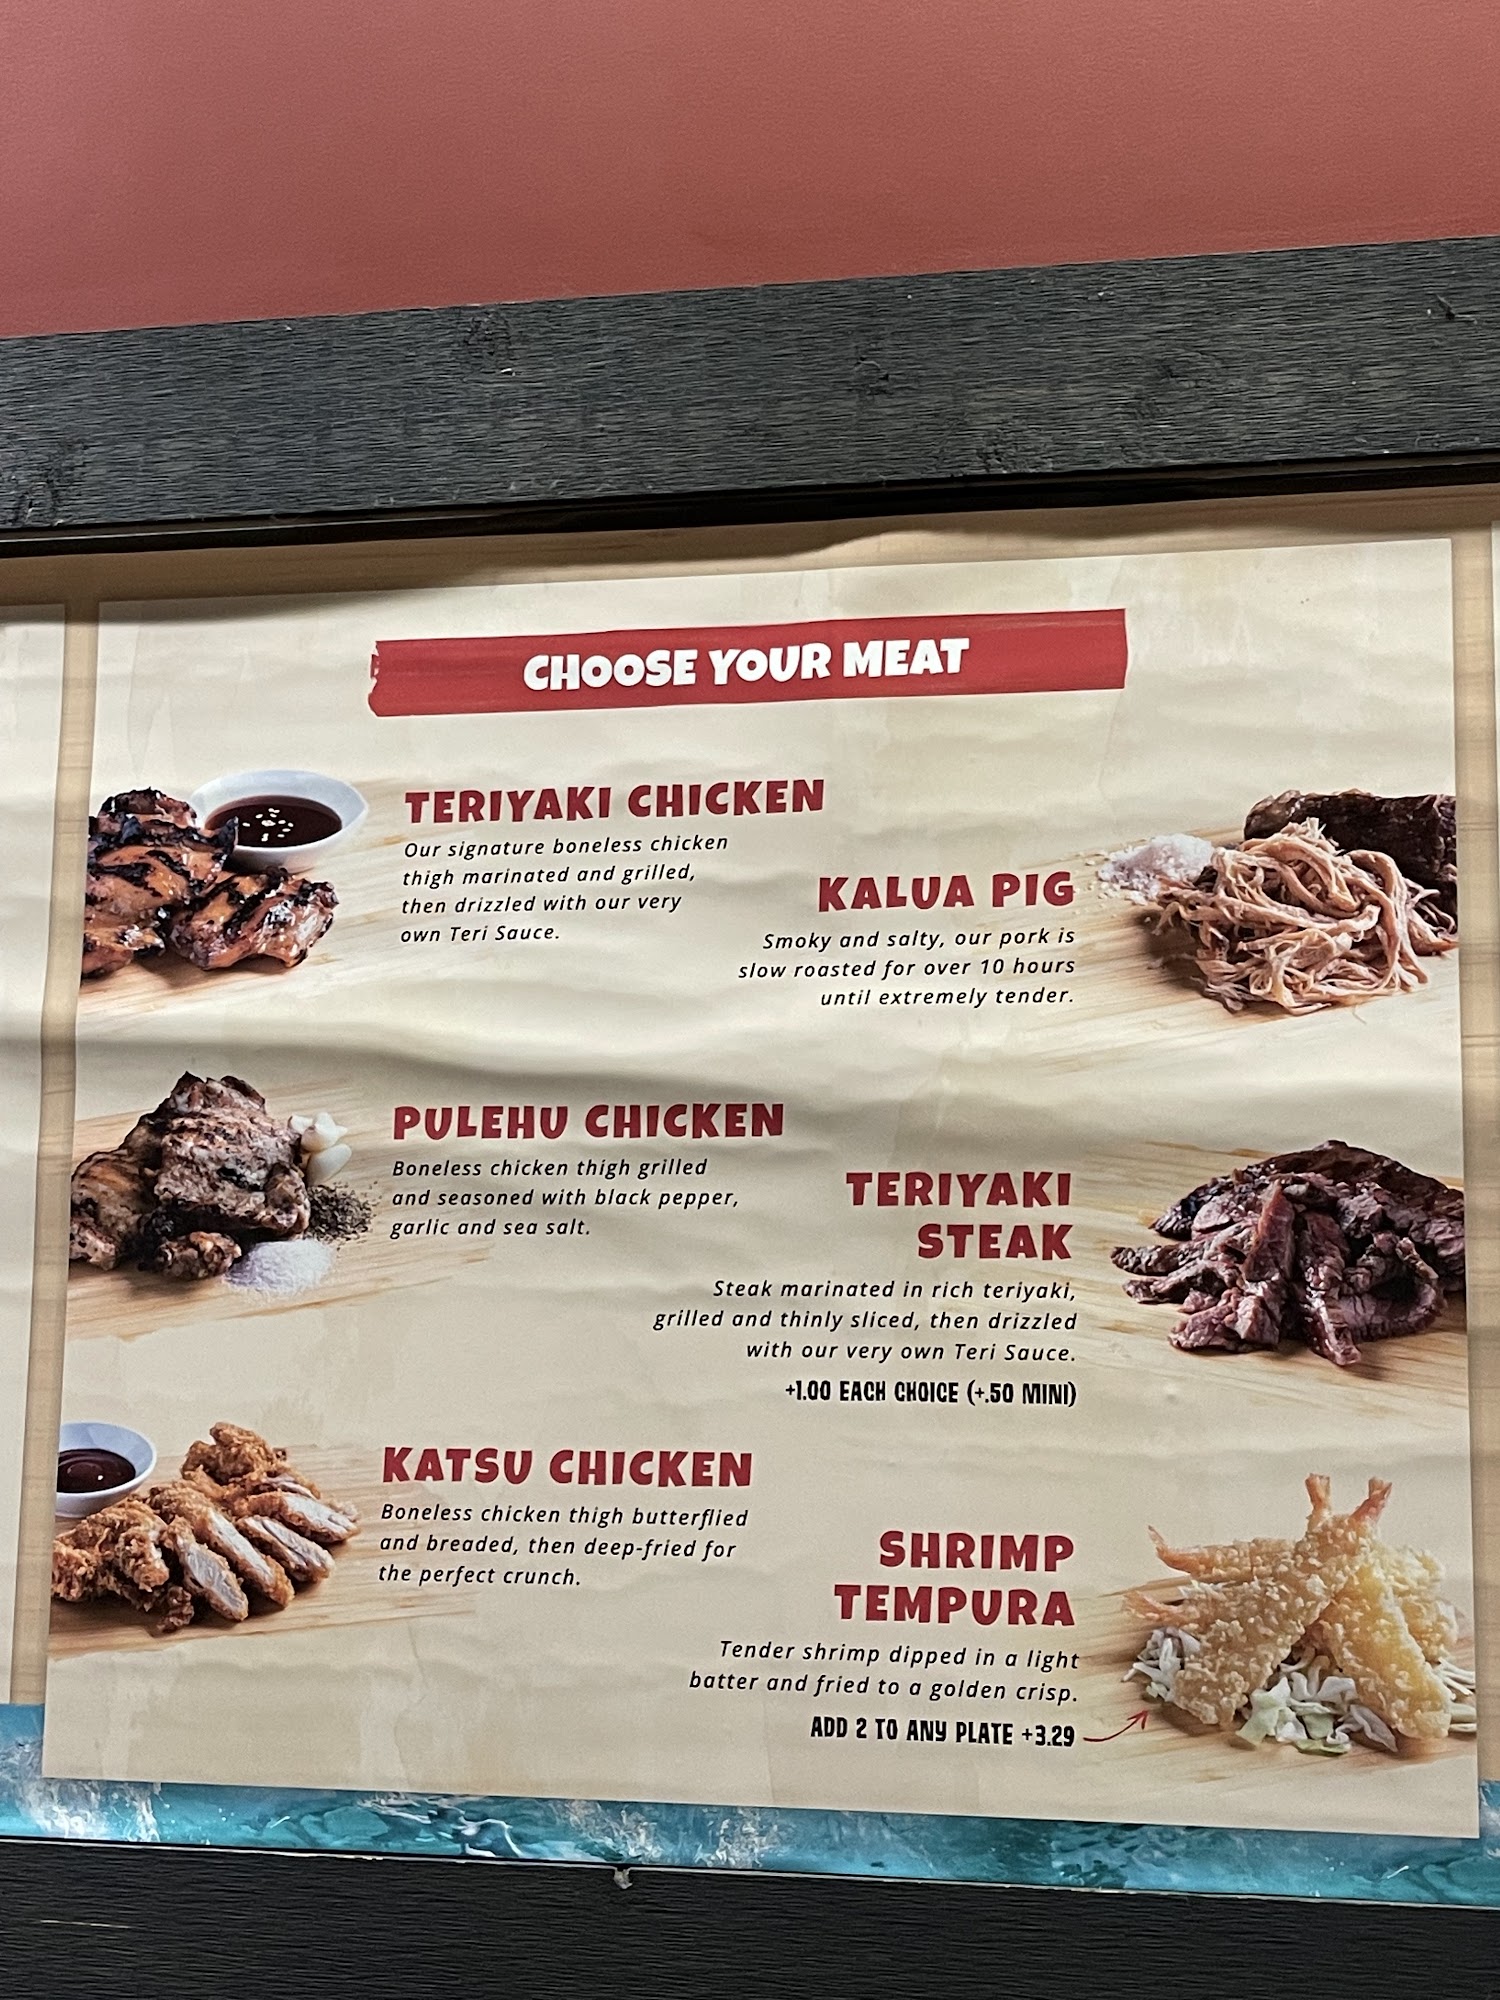 CHOOSE YOUR MEAT
TERIYAKI CHICKEN
Our signature boneless chicken
thigh marinated and grilled,
then drizzled with our very
own Teri Sauce.
KALUA PIG
Smoky and salty, our pork is
slow roasted for over 10 hours
until extremely tender.
PULEHU CHICKEN
Boneless chicken thigh grilled
and seasoned with black pepper,
garlic and sea salt.
TERIYAKI
STEAK
Steak marinated in rich teriyaki,
grilled and thinly sliced, then drizzled
with our very own Teri Sauce.
+1.00 EACH CHOICE (+.50 MINI)
KATSU CHICKEN
Boneless chicken thigh butterflied
and breaded, then deep-fried for
the perfect crunch.
SHRIMP
TEMPURA
Tender shrimp dipped in a light
batter and fried to a golden crisp.
ADD 2 TO ANY PLATE +3.29